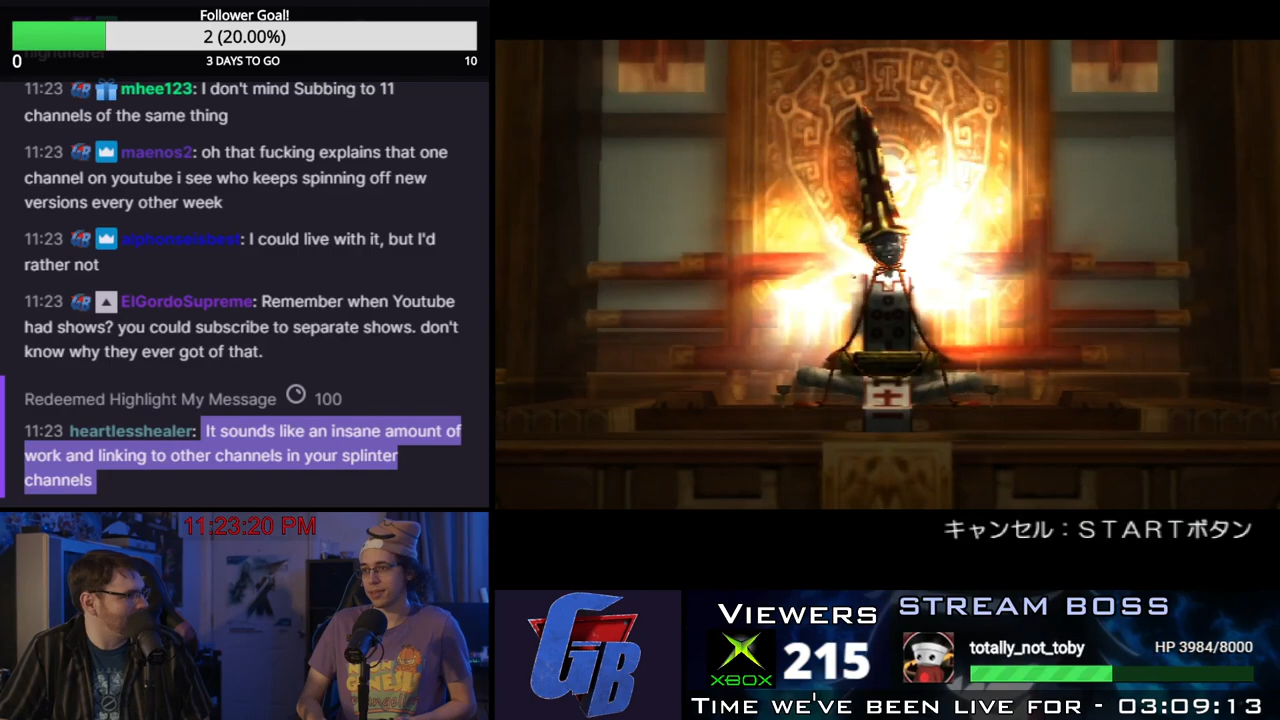 Follower Goal!
2 (20.00%)
0
3 DAYS TO GO
10
11:23 mhee123: I don't mind Subbing to 11
channels of the same thing
11:23 maenos2: oh that fucking explains that one
channel on youtube i see who keeps spinning off new
versions every other week
11:23 alphonsaisbest: I could live with it, but I'd
rather not
11:23 ElGordoSupreme: Remember when Youtube
had shows? you could subscribe to separate shows. don't
know why they ever got of that.
Redeemed Highlight My Message 100
11:23 heartlesshealer: It sounds like an insane amount of
work and linking to other channels in your splinter
channels
11:23:20 PM
キャンセル：STARTボタン
GB
VIEWERS
XBOX
215
STREAM BOSS
totally_not_toby
HP 3984/8000
TIME WE'VE BEEN LIVE FOR - 03:09:13